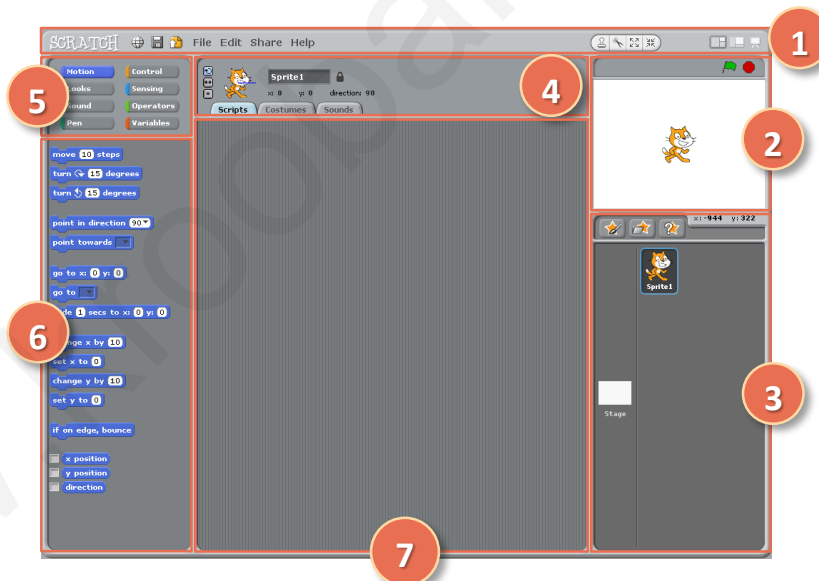 SCRATCH File Edit Share Help
1
Motion Control
Looks Sensing
Sound Operators
Pen Variables
5
Sprite1
x: 0 y: 0 direction: 90
Scripts Costumes Sounds
4
2
move 10 steps
turn 15 degrees
turn 15 degrees
point in direction 90
point towards
go to x: 0 y: 0
go to
1 secs to x: 0 y: 0
6
x by 10
set x to 0
change y by 10
set y to 0
if on edge, bounce
x position
y position
direction
x: -944 y: 322
Sprite1
Stage
3
7